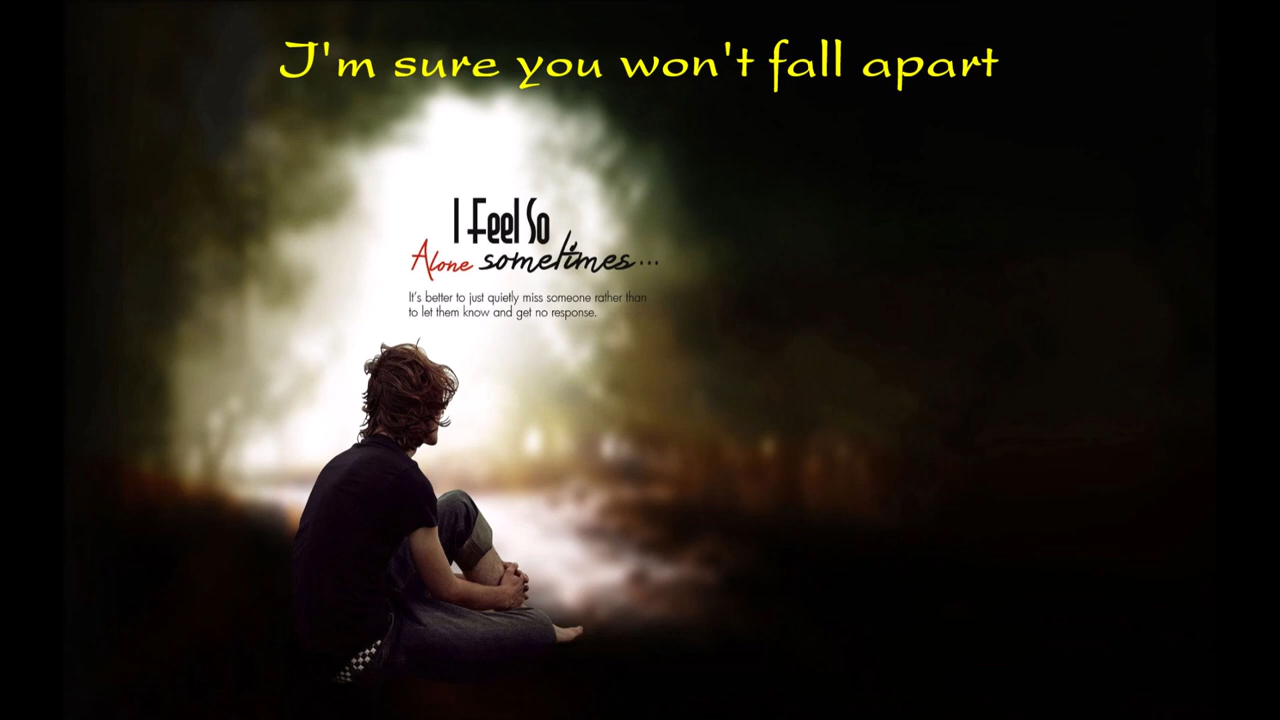 I'm sure you won't fall apart
I Feel So
Alone sometimes...
It's better to just quietly miss someone rather than
to let them know and get no response.